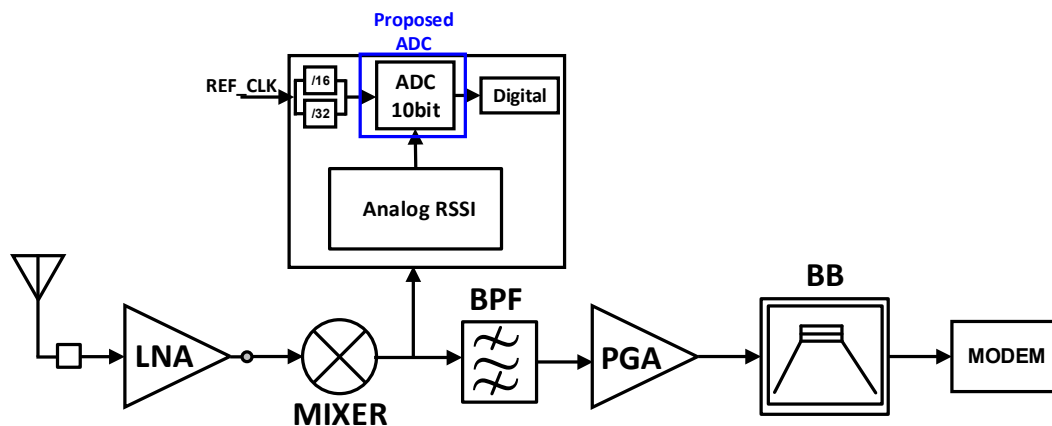 Proposed
ADC
REF_CLK
/16
/32
ADC
10bit
Digital
Analog RSSI
LNA
MIXER
BPF
PGA
BB
MODEM